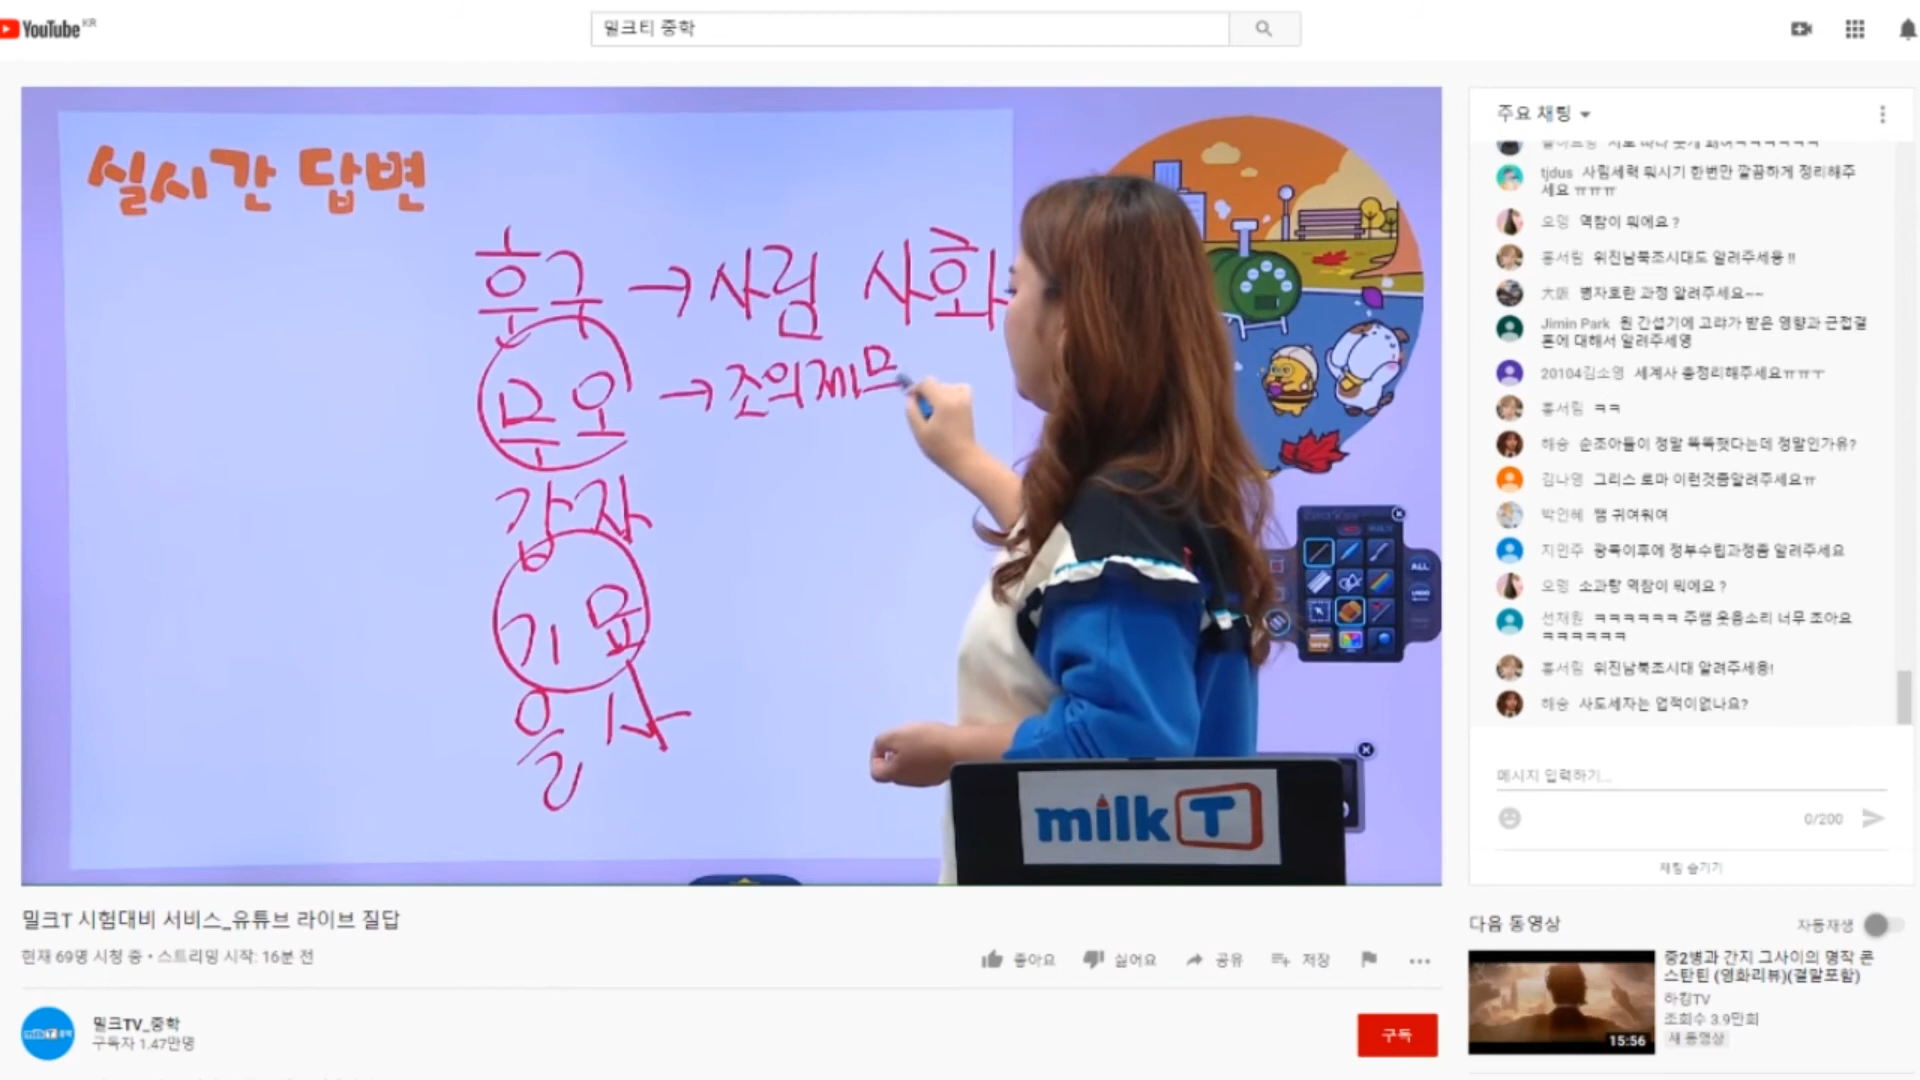 YouTube KR
밀크티 중학
실시간 답변
훈구 → 사림 사화
무오 → 조의제므
갑자
기묘
을사
milkT
ALL
주요 채팅
tjdus 사림세력 뭐시기 한번만 깔끔하게 정리해주
세요 ㅠㅠㅠ
오명 역참이 뭐에요 ?
홍서림 위진남북조시대도 알려주세용 !!
병자호란 과정 알려주세요~~
Jimin Park 원 간섭기에 고랴가 받은 영향과 근접결
혼에 대해서 알려주세영
20104김소영 세계사 총정리해주세요ㅠㅠㅜ
홍서림 ㅋㅋ
해승 순조아들이 정말 똑똑햇다는데 정말인가유?
김나영 그리스 로마 이런것좀알려주세요ㅠ
박인혜 쌤 귀여워여
지민주 광복이후에 정부수립과정좀 알려주세요
오명 소과랑 역참이 뭐에요 ?
선재원 ㅋㅋㅋㅋㅋㅋ 주쌤 웃음소리 너무 조아요
ㅋㅋㅋㅋㅋㅋ
홍서림 위진남북조시대 알려주세용!
해승 사도세자는 업적이없나요?
메시지 입력하기...
0/200
채팅 숨기기
밀크T 시험대비 서비스_유튜브 라이브 질답
현재 69명 시청 중 • 스트리밍 시작: 16분 전
좋아요 싫어요 공유 저장
milkT 중학
밀크TV_중학
구독자 1.47만명
구독
다음 동영상
자동재생
중2병과 간지 그사이의 명작 콘
스탄틴 (영화리뷰)(결말포함)
하킹TV
조회수 3.9만회
새 동영상
15:56